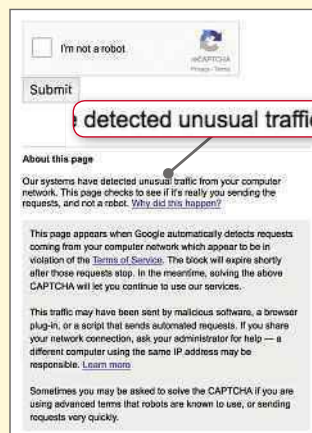 I'm not a robot
reCAPTCHA
Privacy - Terms
Submit
detected unusual traffic
About this page
Our systems have detected unusual traffic from your computer
network. This page checks to see if it's really you sending the
requests, and not a robot. Why did this happen?
This page appears when Google automatically detects requests
coming from your computer network which appear to be in
violation of the Terms of Service. The block will expire shortly
after those requests stop. In the meantime, solving the above
CAPTCHA will let you continue to use our services.
This traffic may have been sent by malicious software, a browser
plug-in, or a script that sends automated requests. If you share
your network connection, ask your administrator for help — a
different computer using the same IP address may be
responsible. Learn more
Sometimes you may be asked to solve the CAPTCHA if you are
using advanced terms that robots are known to use, or sending
requests very quickly.